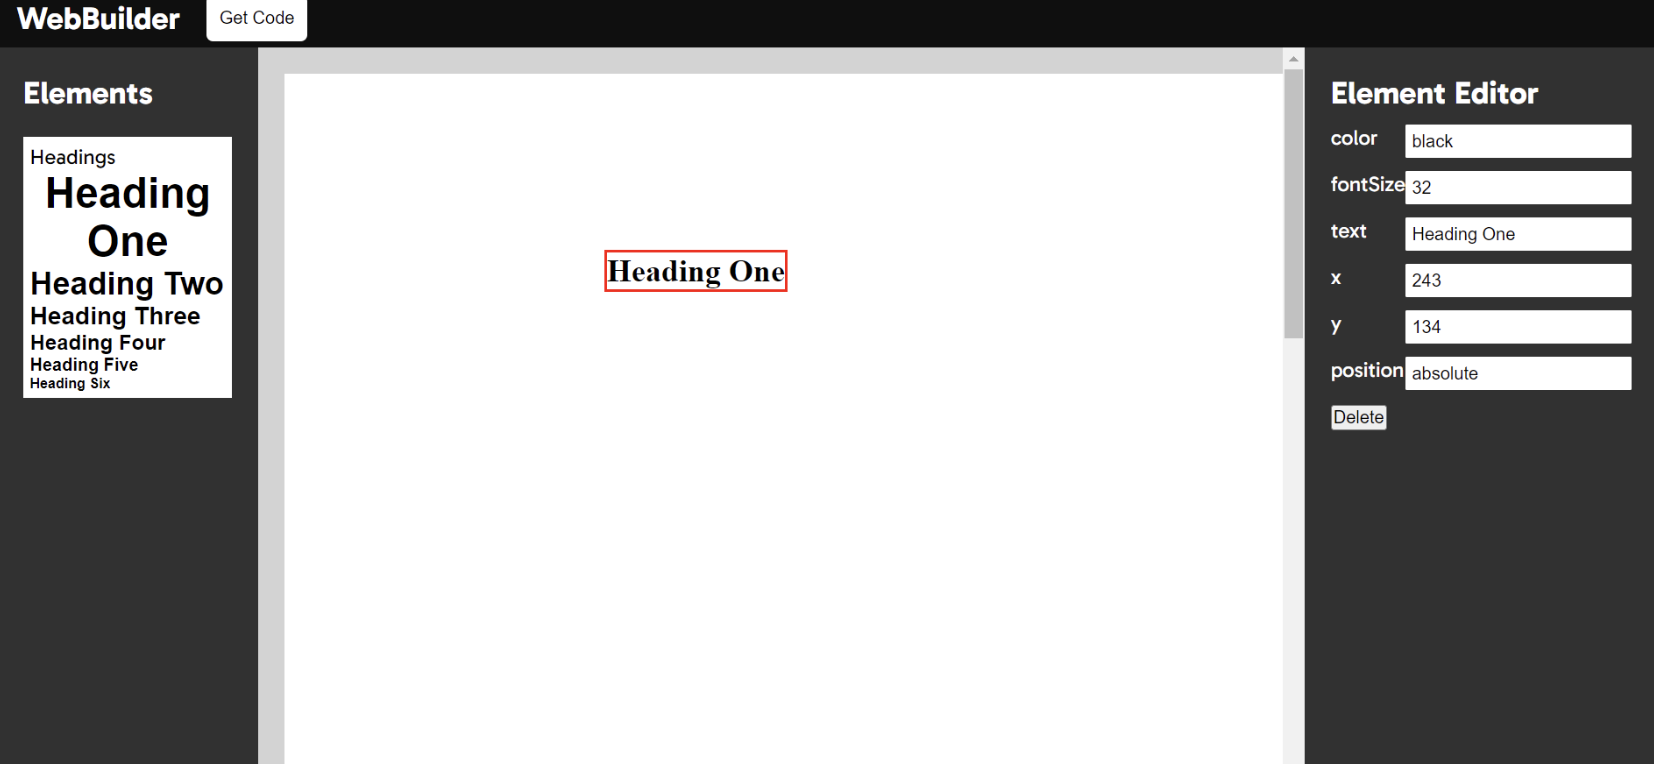 WebBuilder
Get Code
Elements
Headings
Heading
One
Heading Two
Heading Three
Heading Four
Heading Five
Heading Six
Heading One
Element Editor
color black
fontSize 32
text Heading One
x 243
y 134
position absolute
Delete